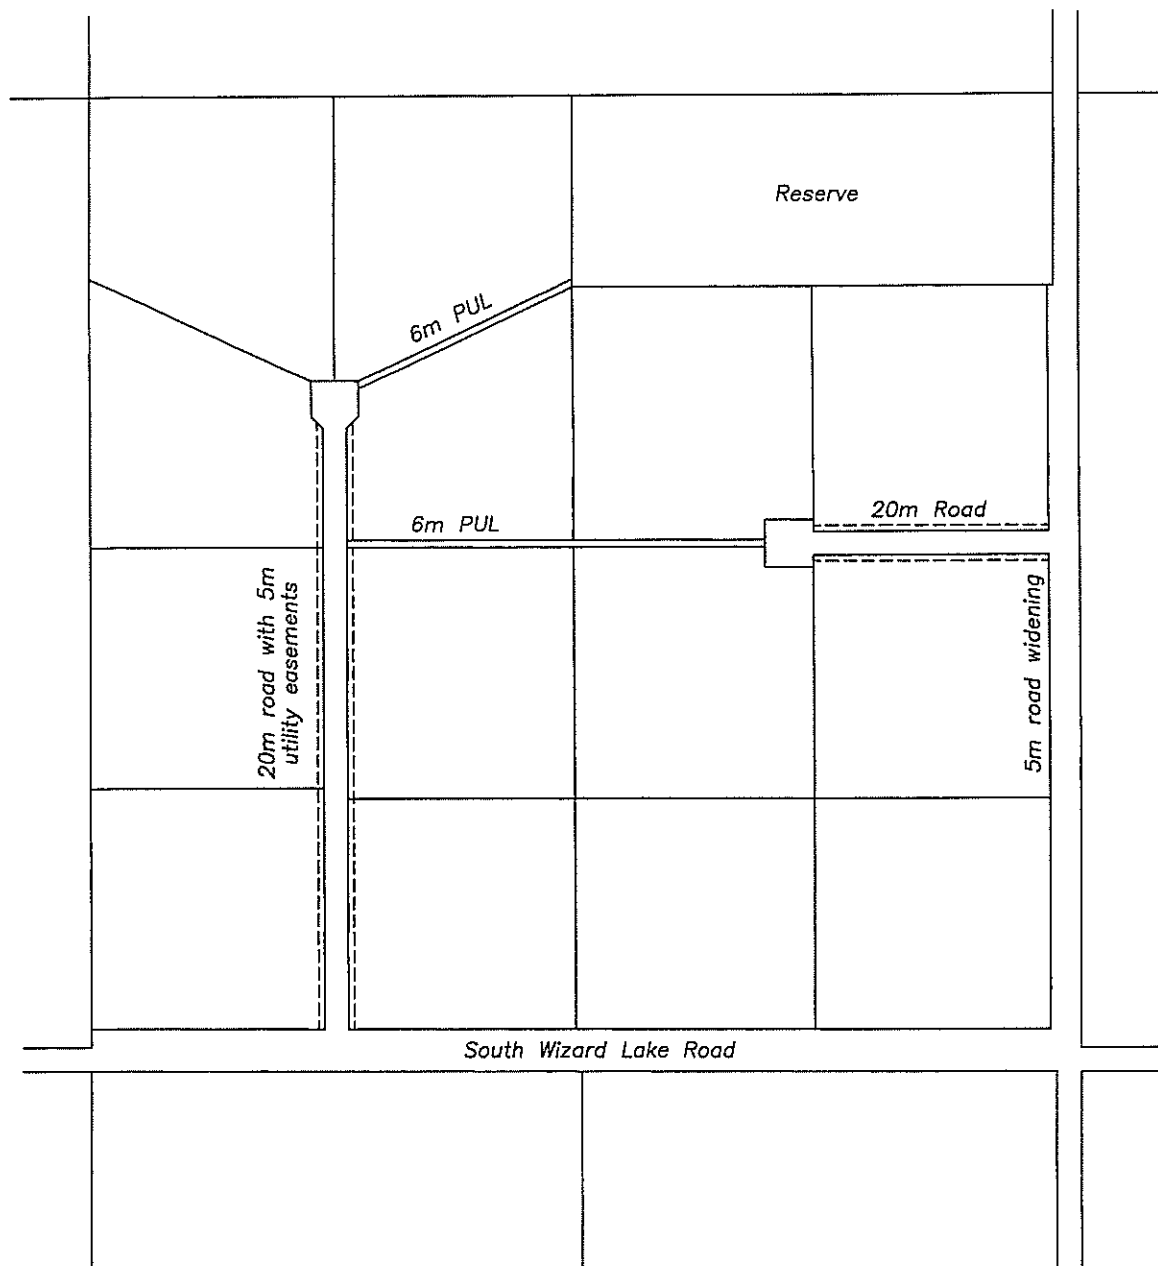 Reserve
6m PUL
20m Road
6m PUL
20m road with 5m
utility easements
5m road widening
South Wizard Lake Road